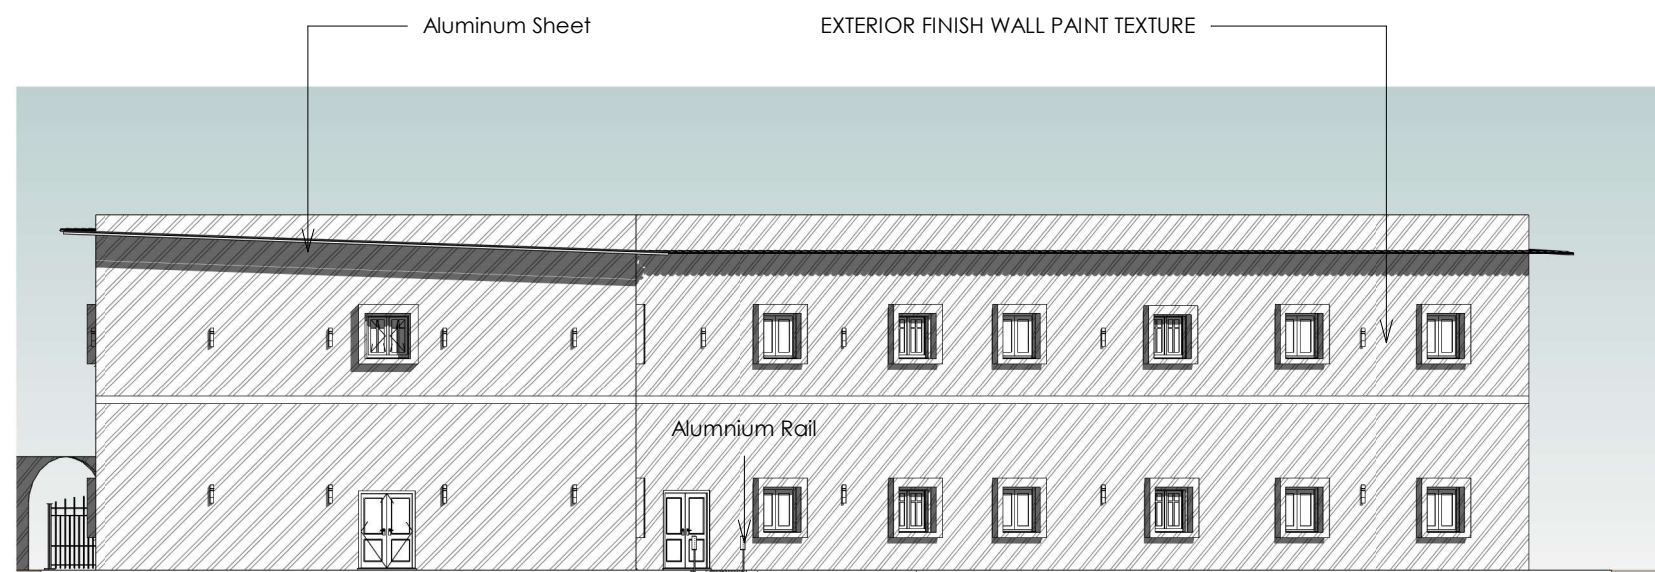 Aluminum Sheet
EXTERIOR FINISH WALL PAINT TEXTURE
Alumnium Rail